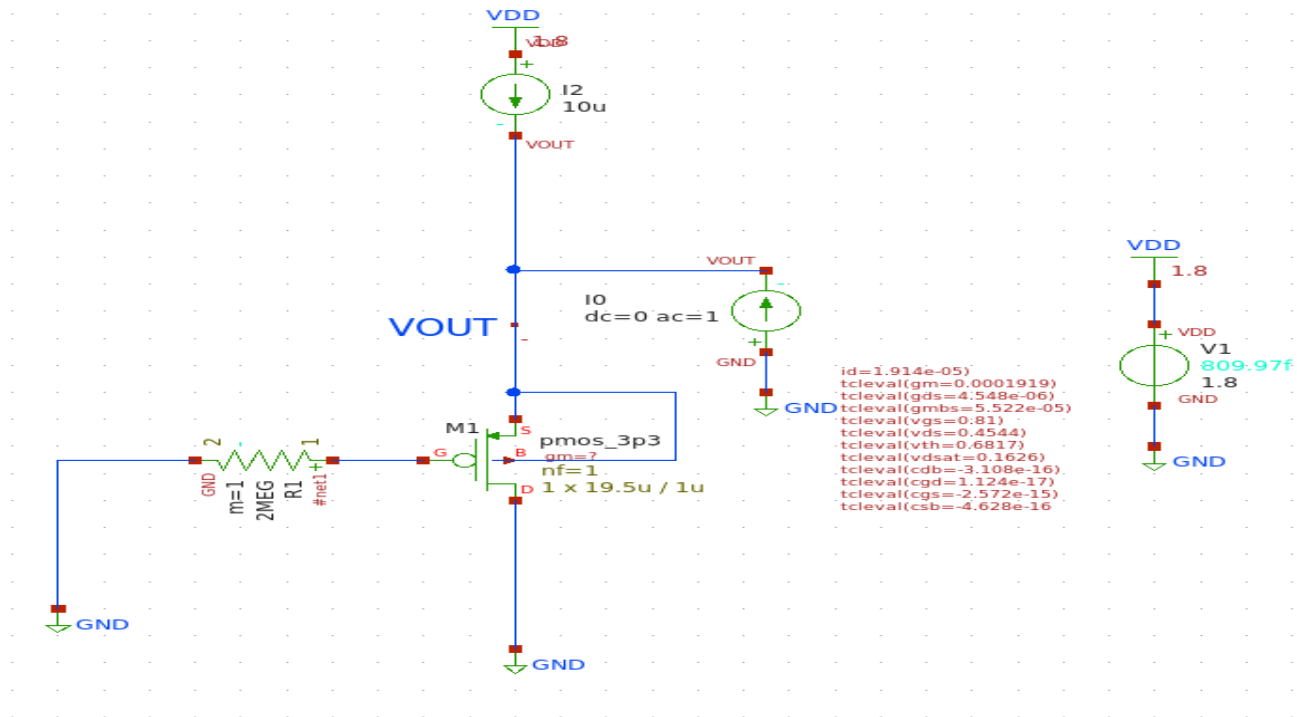 VDD
VDD
1.8
+
I2
10u
-
VOUT
VOUT
-
I0
dc=0 ac=1
+
GND
GND
VOUT
-
VDD
1.8
VDD
+
V1
809.97f
1.8
GND
GND
id=1.914e-05)
tcleval(gm=0.0001919)
tcleval(gds=4.548e-06)
tcleval(gmbs=5.522e-05)
tcleval(vgs=0.81)
tcleval(vds=0.4544)
tcleval(vth=0.6817)
tcleval(vdsat=0.1626)
tcleval(cdb=-3.108e-16)
tcleval(cgd=1.124e-17)
tcleval(cgs=-2.572e-15)
tcleval(csb=-4.628e-16
M1
S
G
B
D
pmos_3p3
gm=?
nf=1
1 x 19.5u / 1u
2
-
1
+
GND
m=1
2MEG
R1
#net1
GND
GND